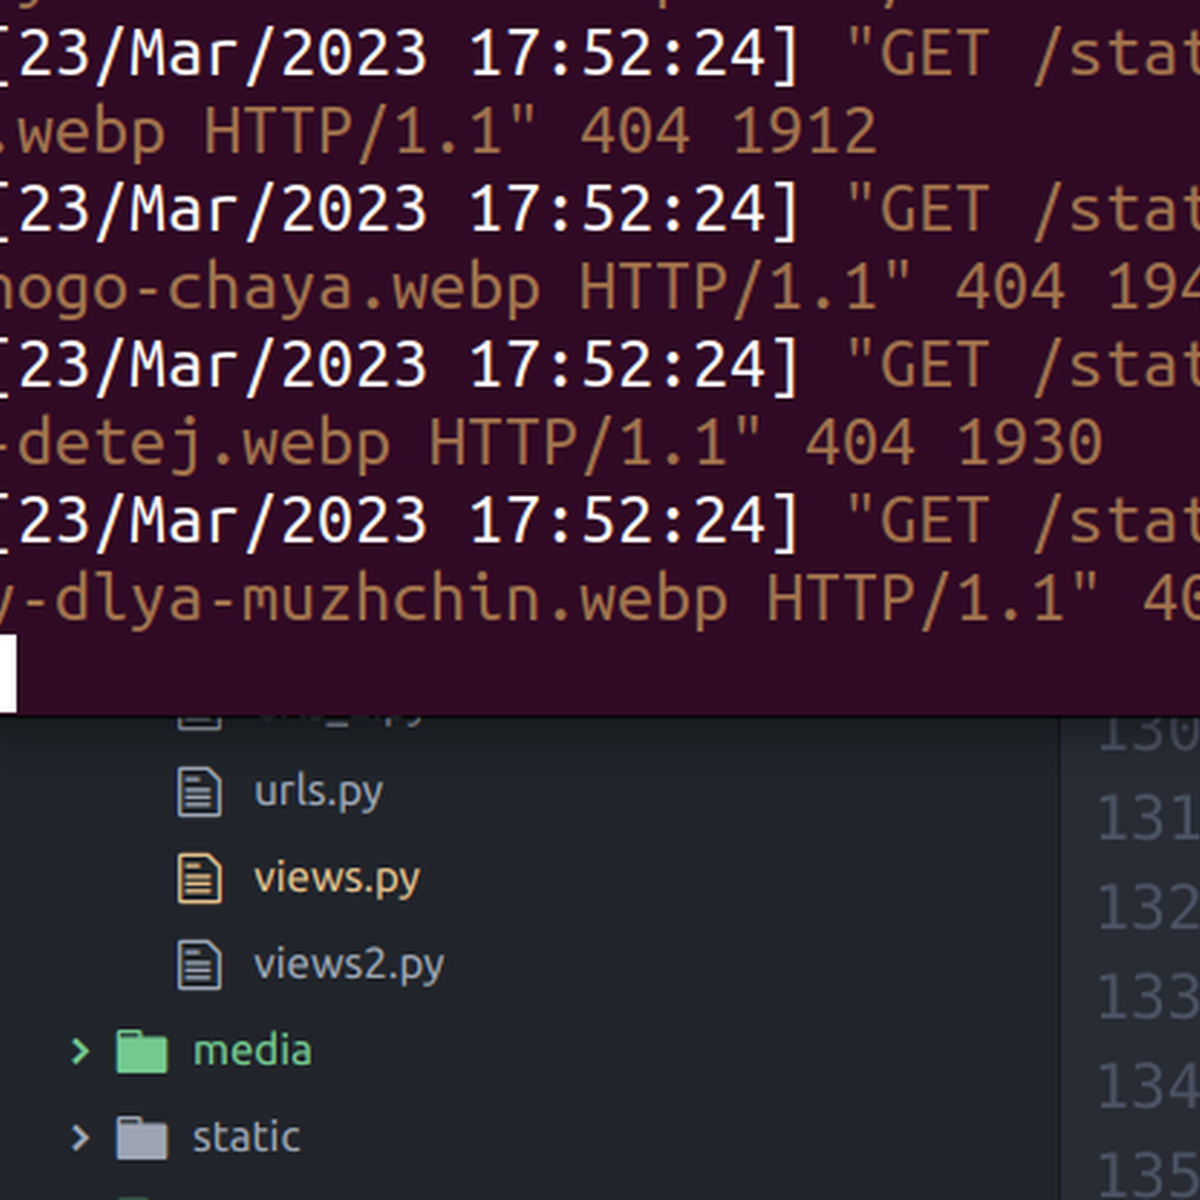 [23/Mar/2023 17:52:24] "GET /stat
.webp HTTP/1.1" 404 1912
[23/Mar/2023 17:52:24] "GET /stat
nogo-chaya.webp HTTP/1.1" 404 194
[23/Mar/2023 17:52:24] "GET /stat
-detej.webp HTTP/1.1" 404 1930
[23/Mar/2023 17:52:24] "GET /stat
y-dlya-muzhchin.webp HTTP/1.1" 40
130
urls.py
131
views.py
132
views2.py
133
media
134
static
135